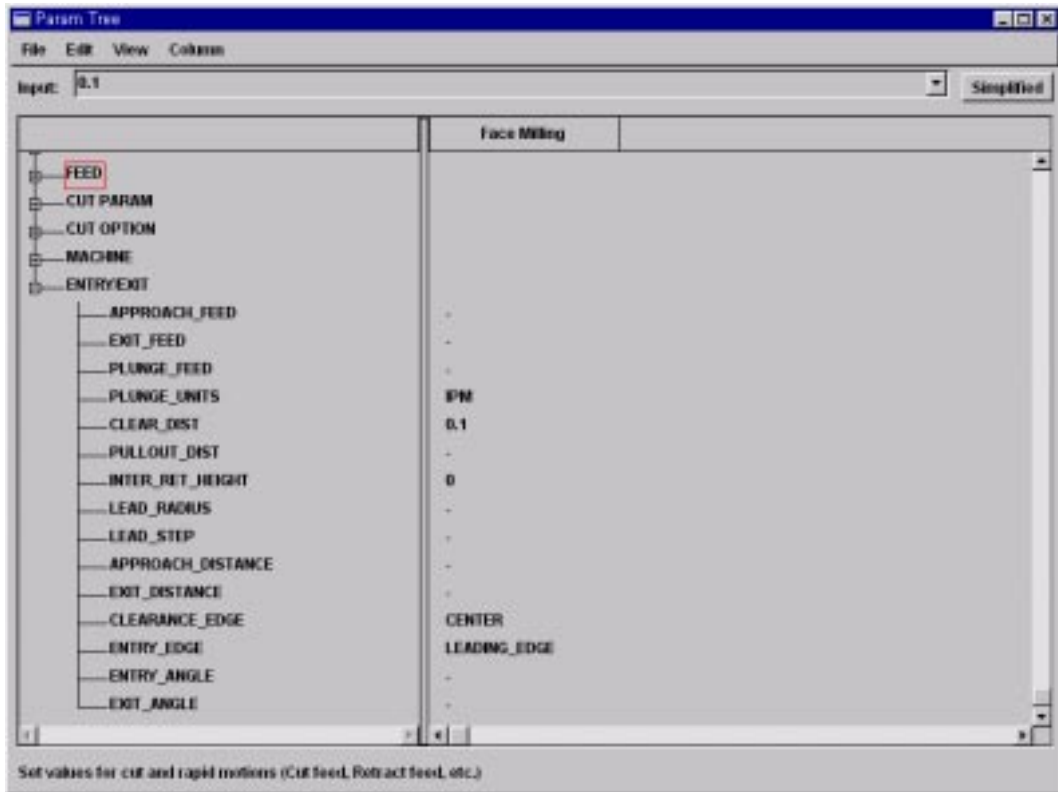 Param Tree
File Edit View Column
Input: 0.1 Simplified
Face Milling
FEED
CUT PARAM
CUT OPTION
MACHINE
ENTRY/EXIT
APPROACH_FEED -
EXIT_FEED -
PLUNGE_FEED -
PLUNGE_UNITS IPM
CLEAR_DIST 0.1
PULLOUT_DIST -
INTER_RET_HEIGHT 0
LEAD_RADIUS -
LEAD_STEP -
APPROACH_DISTANCE -
EXIT_DISTANCE -
CLEARANCE_EDGE CENTER
ENTRY_EDGE LEADING_EDGE
ENTRY_ANGLE -
EXIT_ANGLE -
Set values for cut and rapid motions (Cut feed, Retract feed, etc.)